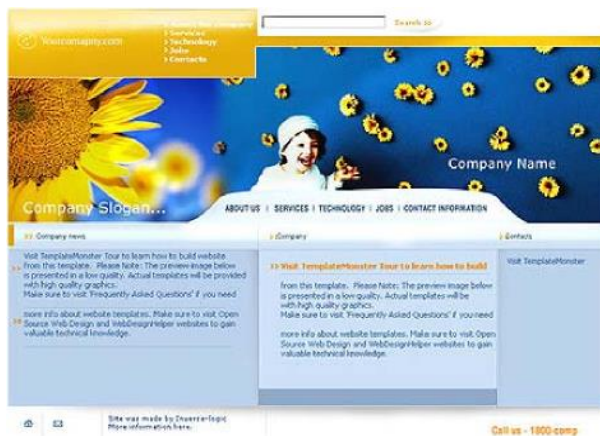 Search to
Yourcomapny.com
› Services
› Technology
› Jobs
› Contacts
Company Name
Company Slogan...
ABOUT US | SERVICES | TECHNOLOGY | JOBS | CONTACT INFORMATION
›› Company news
› Company
› Contacts
Visit TemplateMonster Tour to learn how to build website
from this template. Please Note: The preview image below
is presented in a low quality. Actual templates will be provided
with high quality graphics.
Make sure to visit 'Frequently Asked Questions' if you need
more info about website templates. Make sure to visit Open
Source Web Design and WebDesignHelper websites to gain
valuable technical knowledge.
›› Visit TemplateMonster Tour to learn how to build
from this template. Please Note: The preview image below
is presented in a low quality. Actual templates will be
with high quality graphics.
Make sure to visit 'Frequently Asked Questions' if you need
more info about website templates. Make sure to visit Open
Source Web Design and WebDesignHelper websites to gain
valuable technical knowledge.
Visit TemplateMonster
Site was made by Inverse-logic
More information here.
Call us - 1800-comp